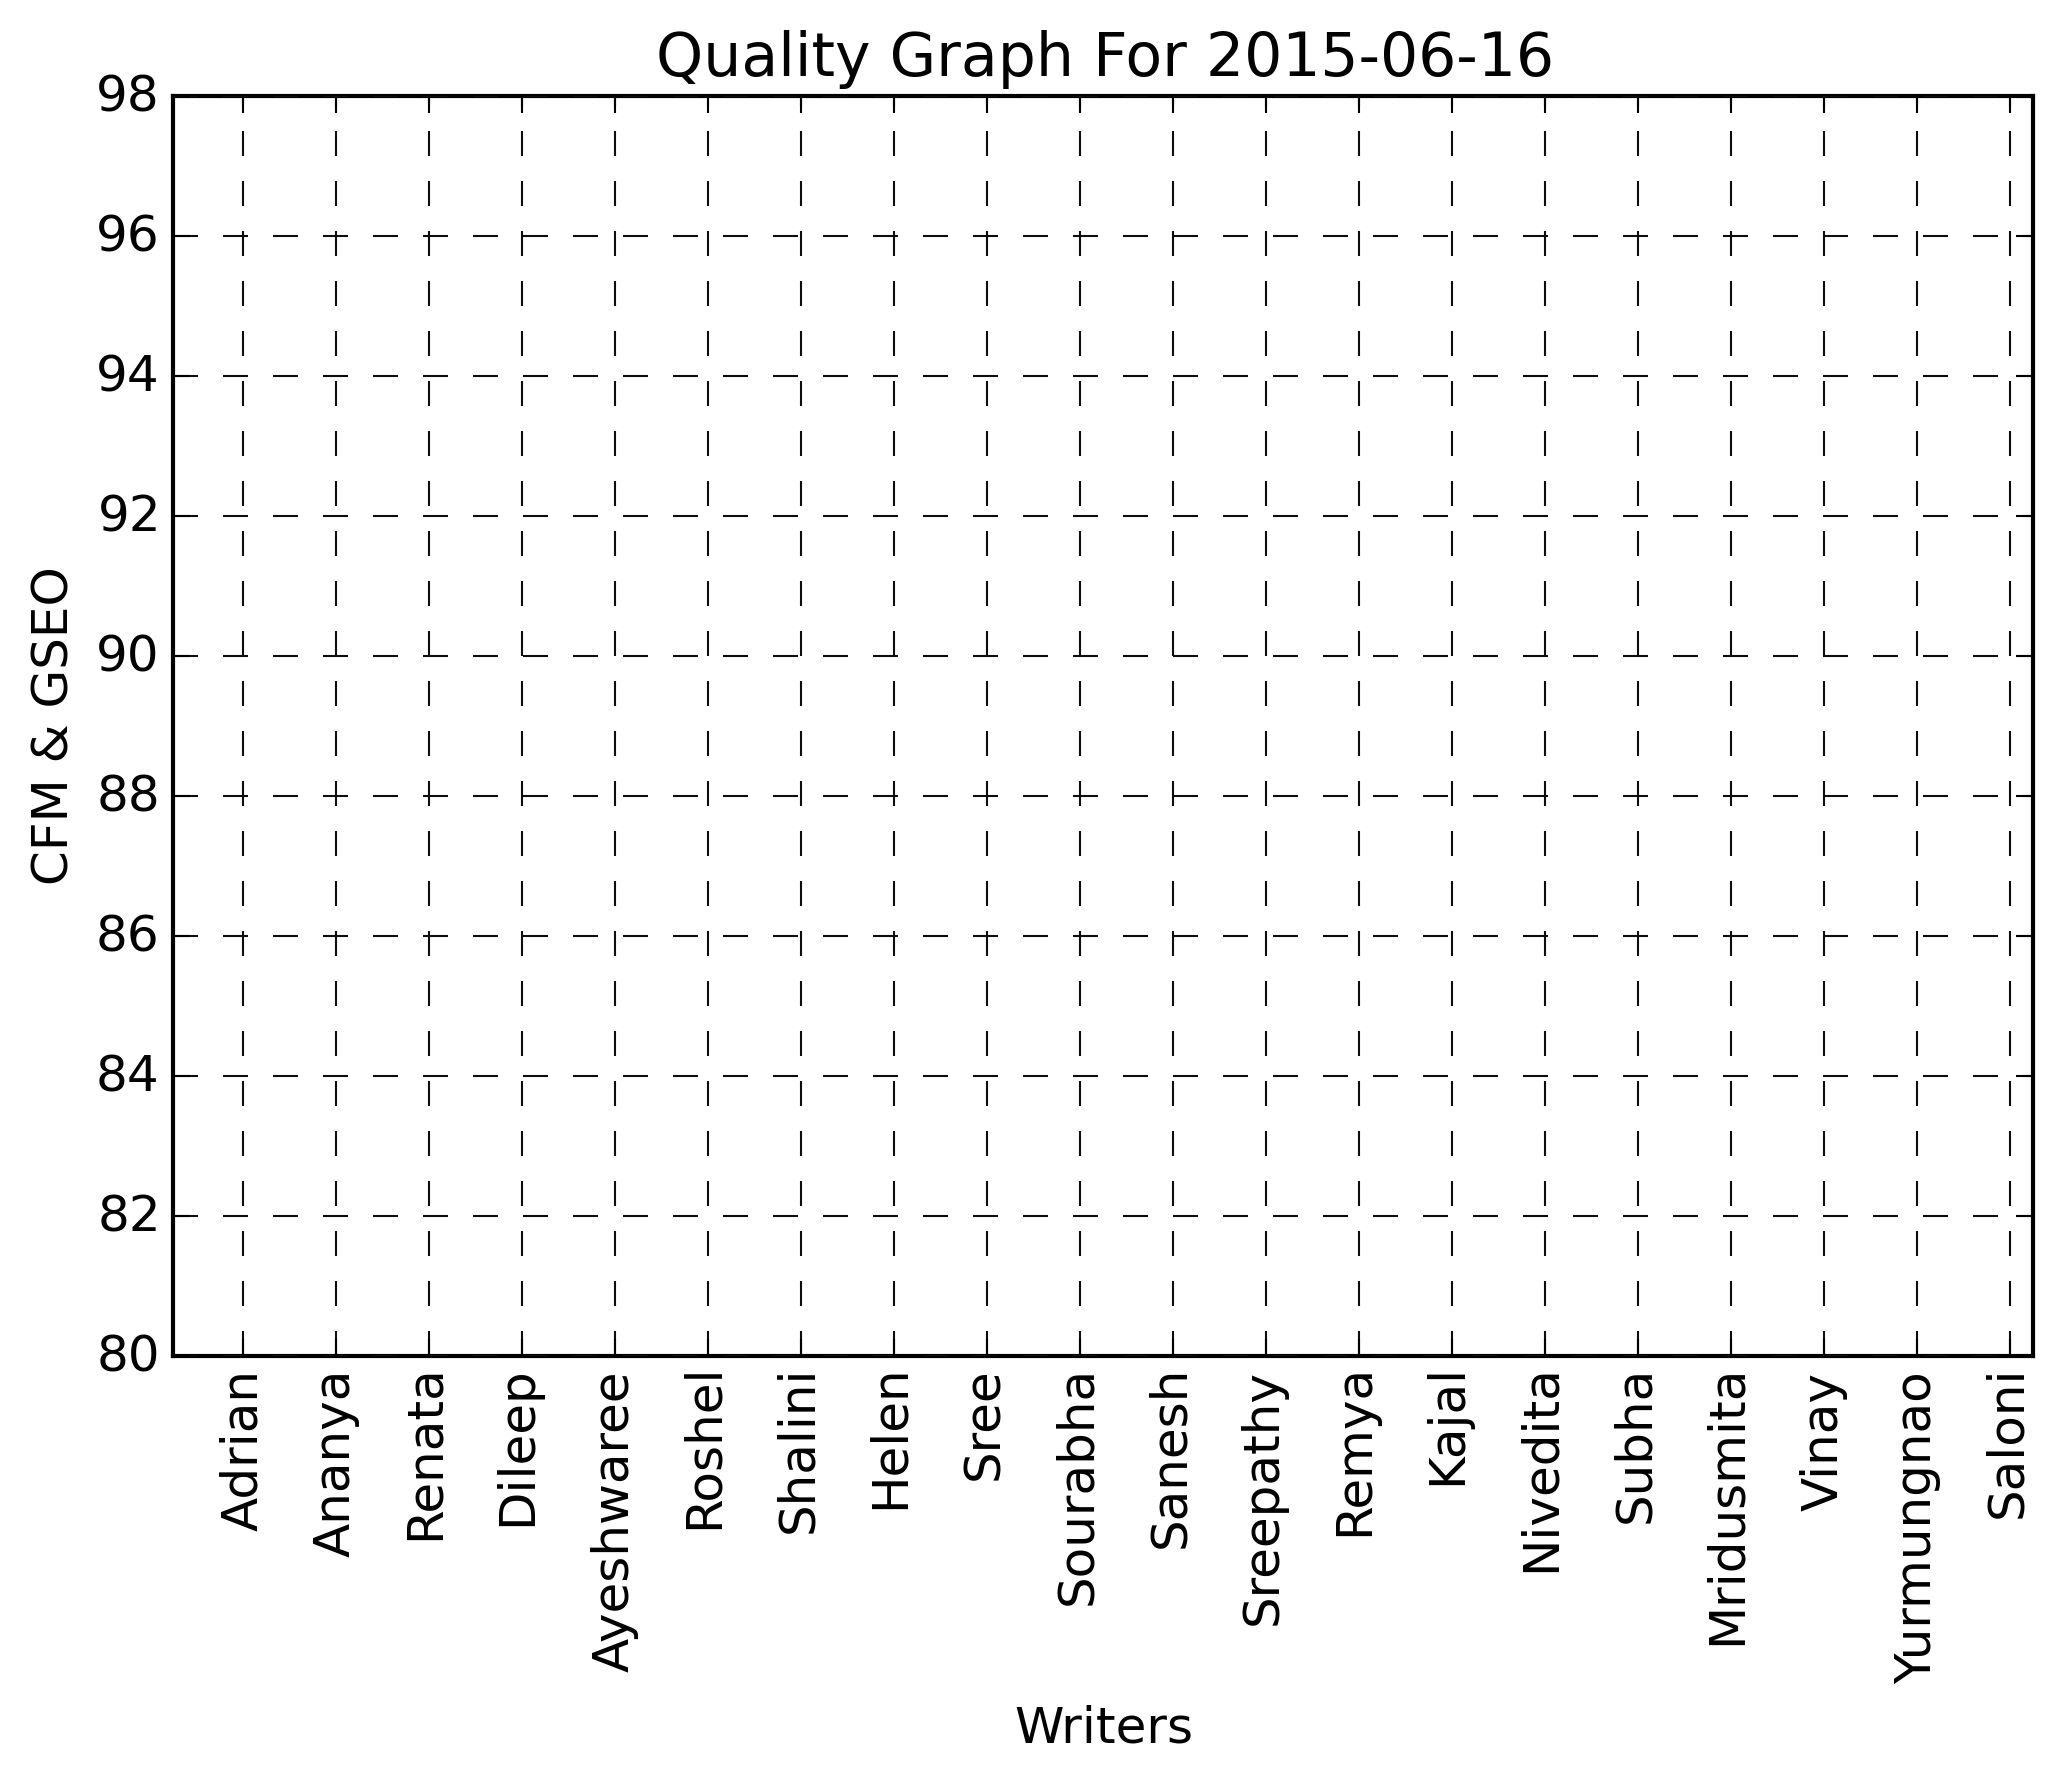 Quality Graph For 2015-06-16
98
96
94
92
90
88
86
84
82
80
CFM & GSEO
Adrian
Ananya
Renata
Dileep
Ayeshwaree
Roshel
Shalini
Helen
Sree
Sourabha
Sanesh
Sreepathy
Remya
Kajal
Nivedita
Subha
Mridusmita
Vinay
Yurmungnao
Saloni
Writers